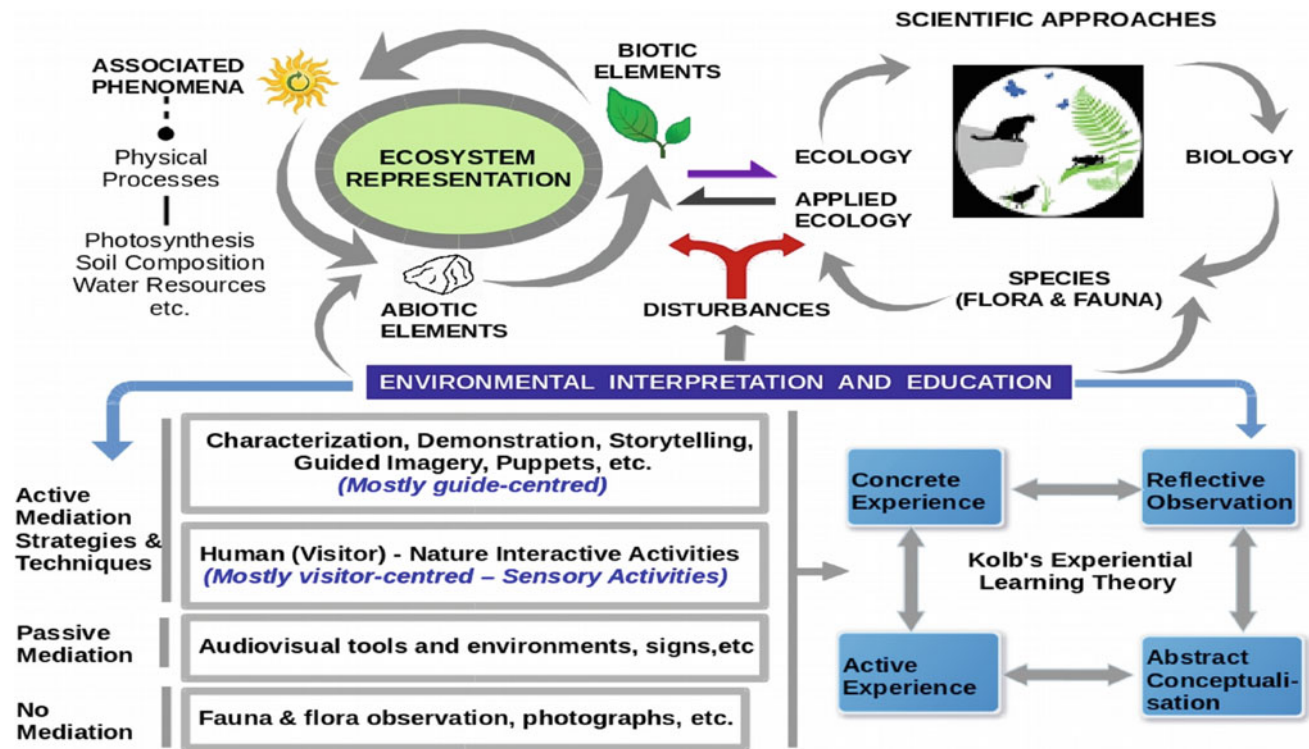 SCIENTIFIC APPROACHES
ASSOCIATED
PHENOMENA
Physical
Processes
Photosynthesis
Soil Composition
Water Resources
etc.
BIOTIC
ELEMENTS
ECOSYSTEM
REPRESENTATION
ABIOTIC
ELEMENTS
ECOLOGY
APPLIED
ECOLOGY
BIOLOGY
SPECIES
(FLORA & FAUNA)
DISTURBANCES
ENVIRONMENTAL INTERPRETATION AND EDUCATION
Active
Mediation
Strategies &
Techniques
Characterization, Demonstration, Storytelling,
Guided Imagery, Puppets, etc.
(Mostly guide-centred)
Human (Visitor) - Nature Interactive Activities
(Mostly visitor-centred – Sensory Activities)
Passive
Mediation
Audiovisual tools and environments, signs,etc
No
Mediation
Fauna & flora observation, photographs, etc.
Concrete
Experience
Reflective
Observation
Kolb's Experiential
Learning Theory
Active
Experience
Abstract
Conceptuali-
sation